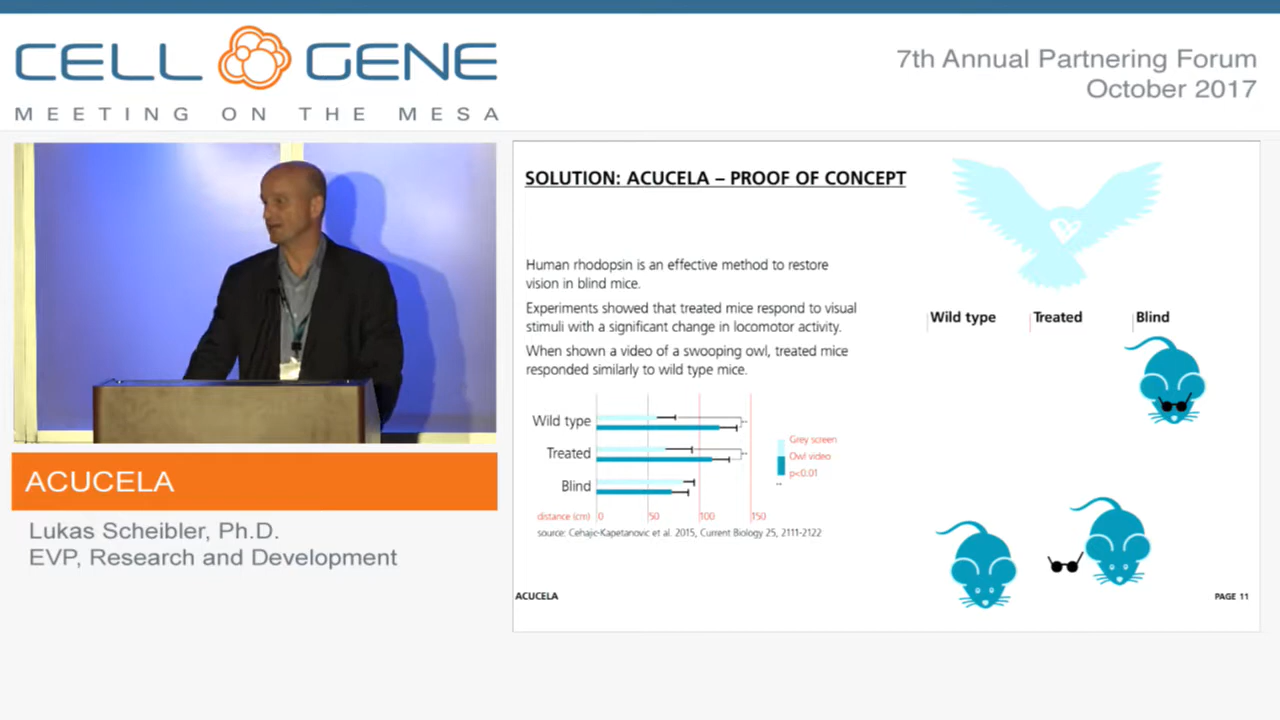 CELL GENE
MEETING ON THE MESA
7th Annual Partnering Forum
October 2017
SOLUTION: ACUCELA – PROOF OF CONCEPT
Human rhodopsin is an effective method to restore
vision in blind mice.
Experiments showed that treated mice respond to visual
stimuli with a significant change in locomotor activity.
When shown a video of a swooping owl, treated mice
responded similarly to wild type mice.
Wild type
Treated
Blind
Wild type
Treated
Blind
distance (cm) 0 50 100 150
Grey screen
Owl video
p<0.01
source: Cehajic-Kapetanovic et al. 2015, Current Biology 25, 2111-2122
ACUCELA
PAGE 11
ACUCELA
Lukas Scheibler, Ph.D.
EVP, Research and Development